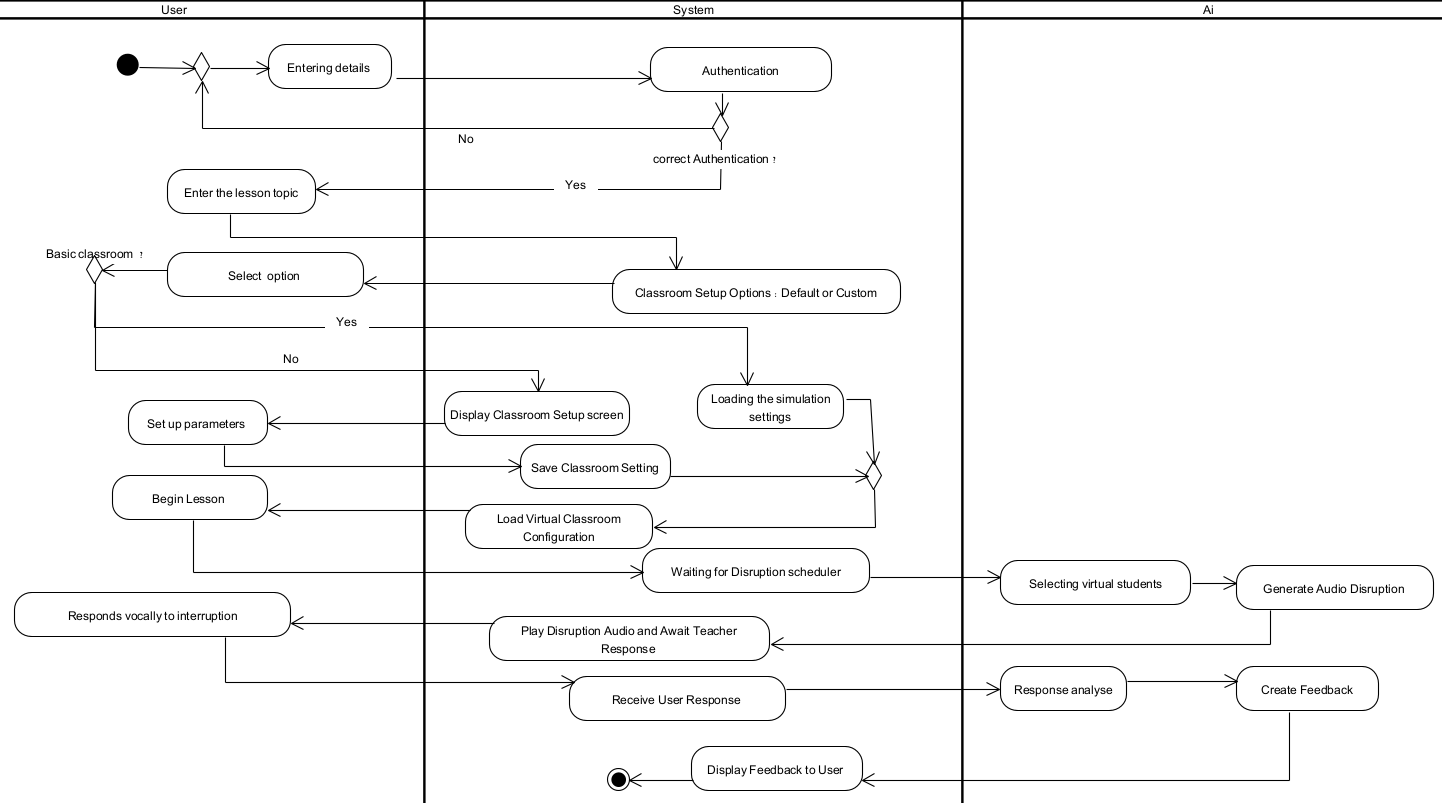 User
System
Ai
Entering details
Authentication
No
correct Authentication ?
Yes
Enter the lesson topic
Basic classroom ?
Select option
Classroom Setup Options : Default or Custom
Yes
No
Loading the simulation
settings
Display Classroom Setup screen
Set up parameters
Save Classroom Setting
Begin Lesson
Load Virtual Classroom
Configuration
Waiting for Disruption scheduler
Selecting virtual students
Generate Audio Disruption
Responds vocally to interruption
Play Disruption Audio and Await Teacher
Response
Receive User Response
Response analyse
Create Feedback
Display Feedback to User